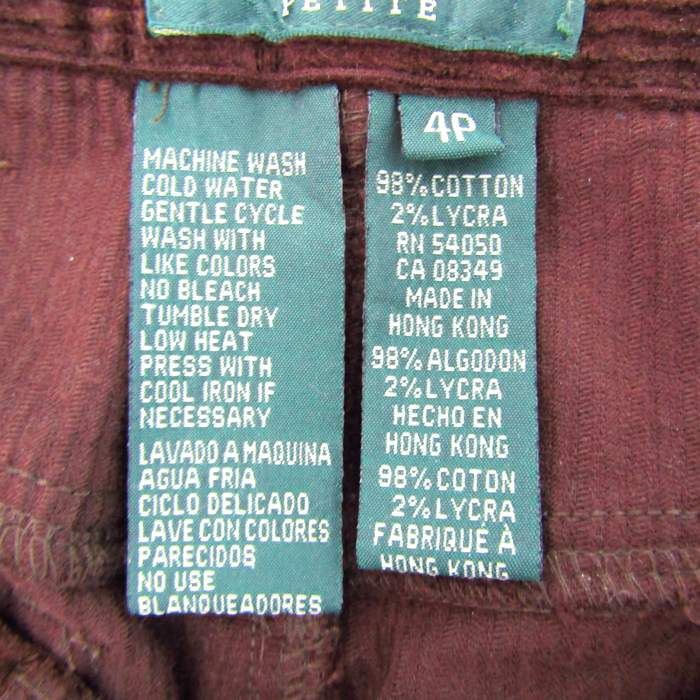 PETITE
MACHINE WASH
COLD WATER
GENTLE CYCLE
WASH WITH
LIKE COLORS
NO BLEACH
TUMBLE DRY
LOW HEAT
PRESS WITH
COOL IRON IF
NECESSARY
LAVADO A MAQUINA
AGUA FRIA
CICLO DELICADO
LAVE CON COLORES
PARECIDOS
NO USE
BLANQUEADORES
4P
98% COTTON
2% LYCRA
RN 54050
CA 08349
MADE IN
HONG KONG
98% ALGODON
2% LYCRA
HECHO EN
HONG KONG
98% COTON
2% LYCRA
FABRIQUÉ À
HONG KONG